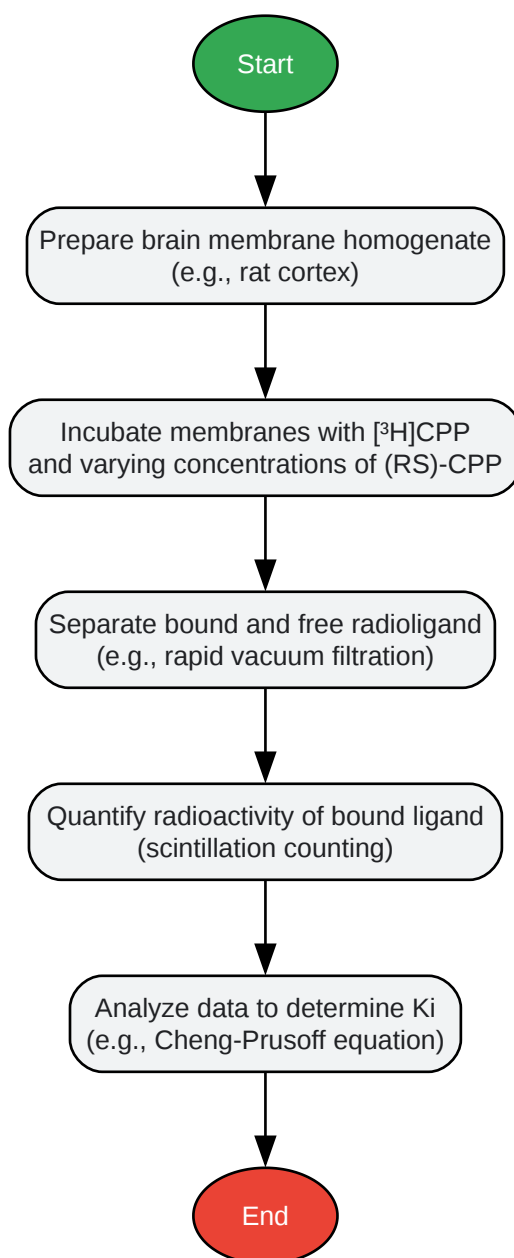 Start
Prepare brain membrane homogenate
(e.g., rat cortex)
Incubate membranes with [³H]CPP
and varying concentrations of (RS)-CPP
Separate bound and free radioligand
(e.g., rapid vacuum filtration)
Quantify radioactivity of bound ligand
(scintillation counting)
Analyze data to determine Ki
(e.g., Cheng-Prusoff equation)
End